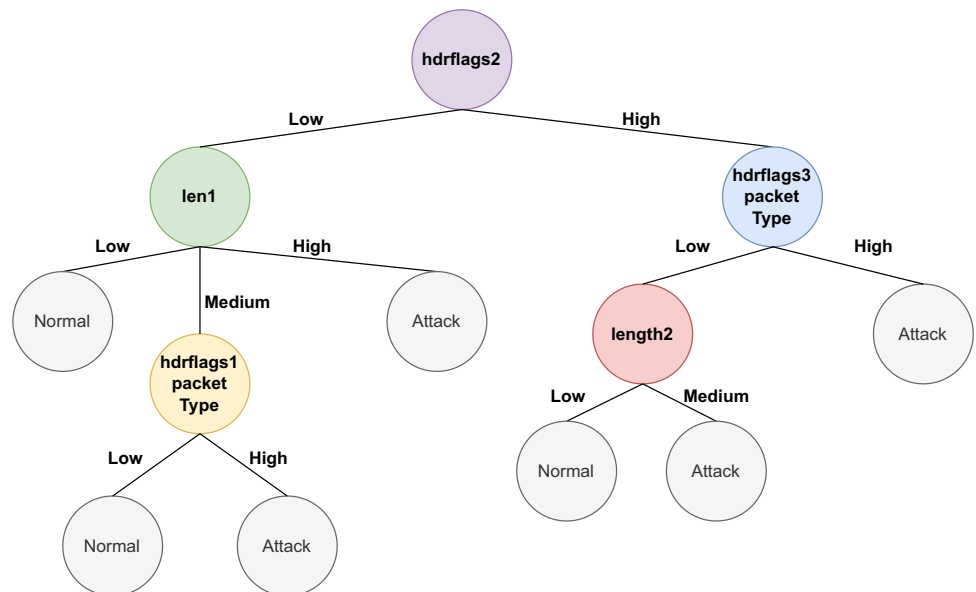 hdrflags2
Low
High
len1
hdrflags3
packet
Type
Low
High
Low
High
Medium
Normal
Attack
length2
Attack
hdrflags1
packet
Type
Low
Medium
Low
High
Normal
Attack
Normal
Attack